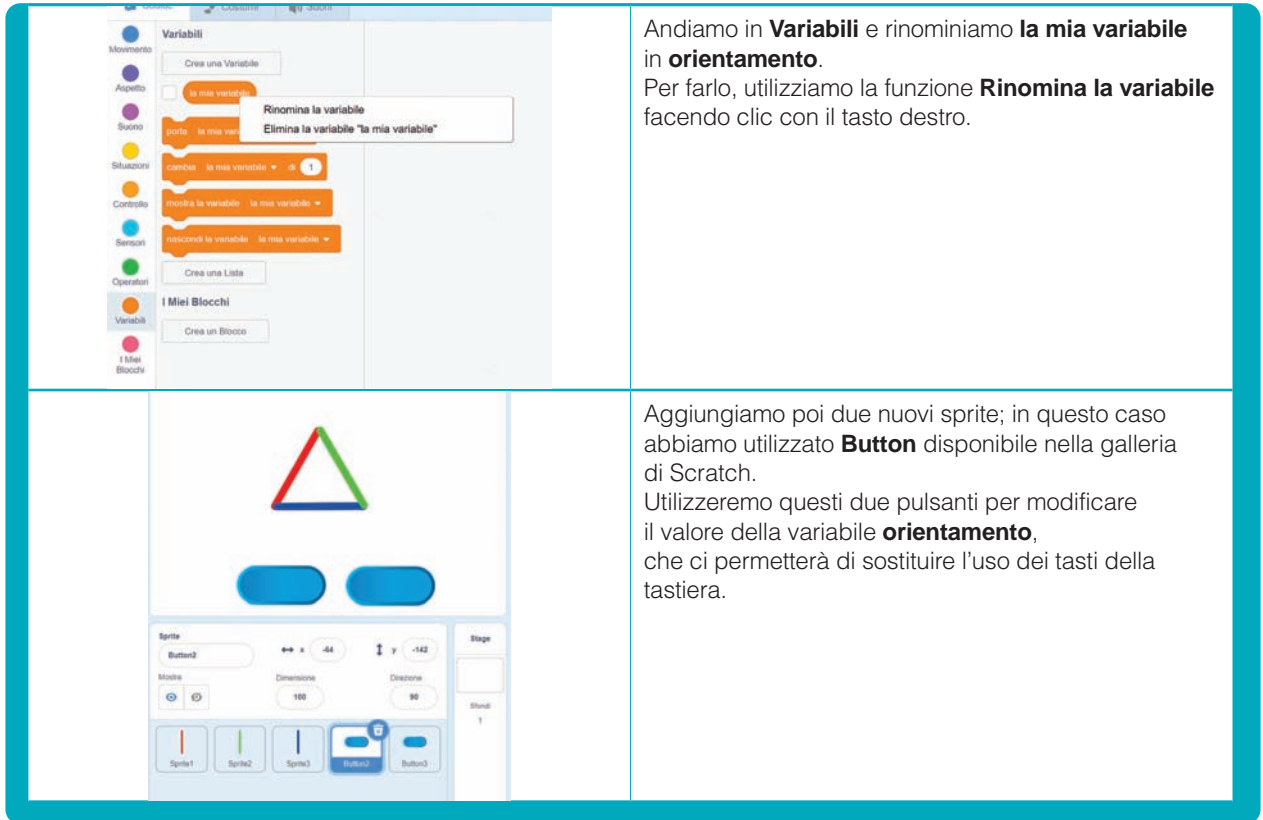 Costumi
Suoni
Movimento
Aspetto
Suono
Situazioni
Controllo
Sensori
Operatori
Variabili
I Miei
Blocchi
Variabili
Crea una Variabile
la mia variabile
Rinomina la variabile
Elimina la variabile "la mia variabile"
porta la mia vari
cambia la mia variabile di 1
mostra la variabile la mia variabile
nascondi la variabile la mia variabile
Crea una Lista
I Miei Blocchi
Crea un Blocco
Andiamo in Variabili e rinominiamo la mia variabile
in orientamento.
Per farlo, utilizziamo la funzione Rinomina la variabile
facendo clic con il tasto destro.
Sprite
Button2
x -64
y -142
Mostra
Dimensione
100
Direzione
90
Stage
Sfondi
1
Sprite1
Sprite2
Sprite3
Button2
Button3
Aggiungiamo poi due nuovi sprite; in questo caso
abbiamo utilizzato Button disponibile nella galleria
di Scratch.
Utilizzeremo questi due pulsanti per modificare
il valore della variabile orientamento,
che ci permetterà di sostituire l'uso dei tasti della
tastiera.